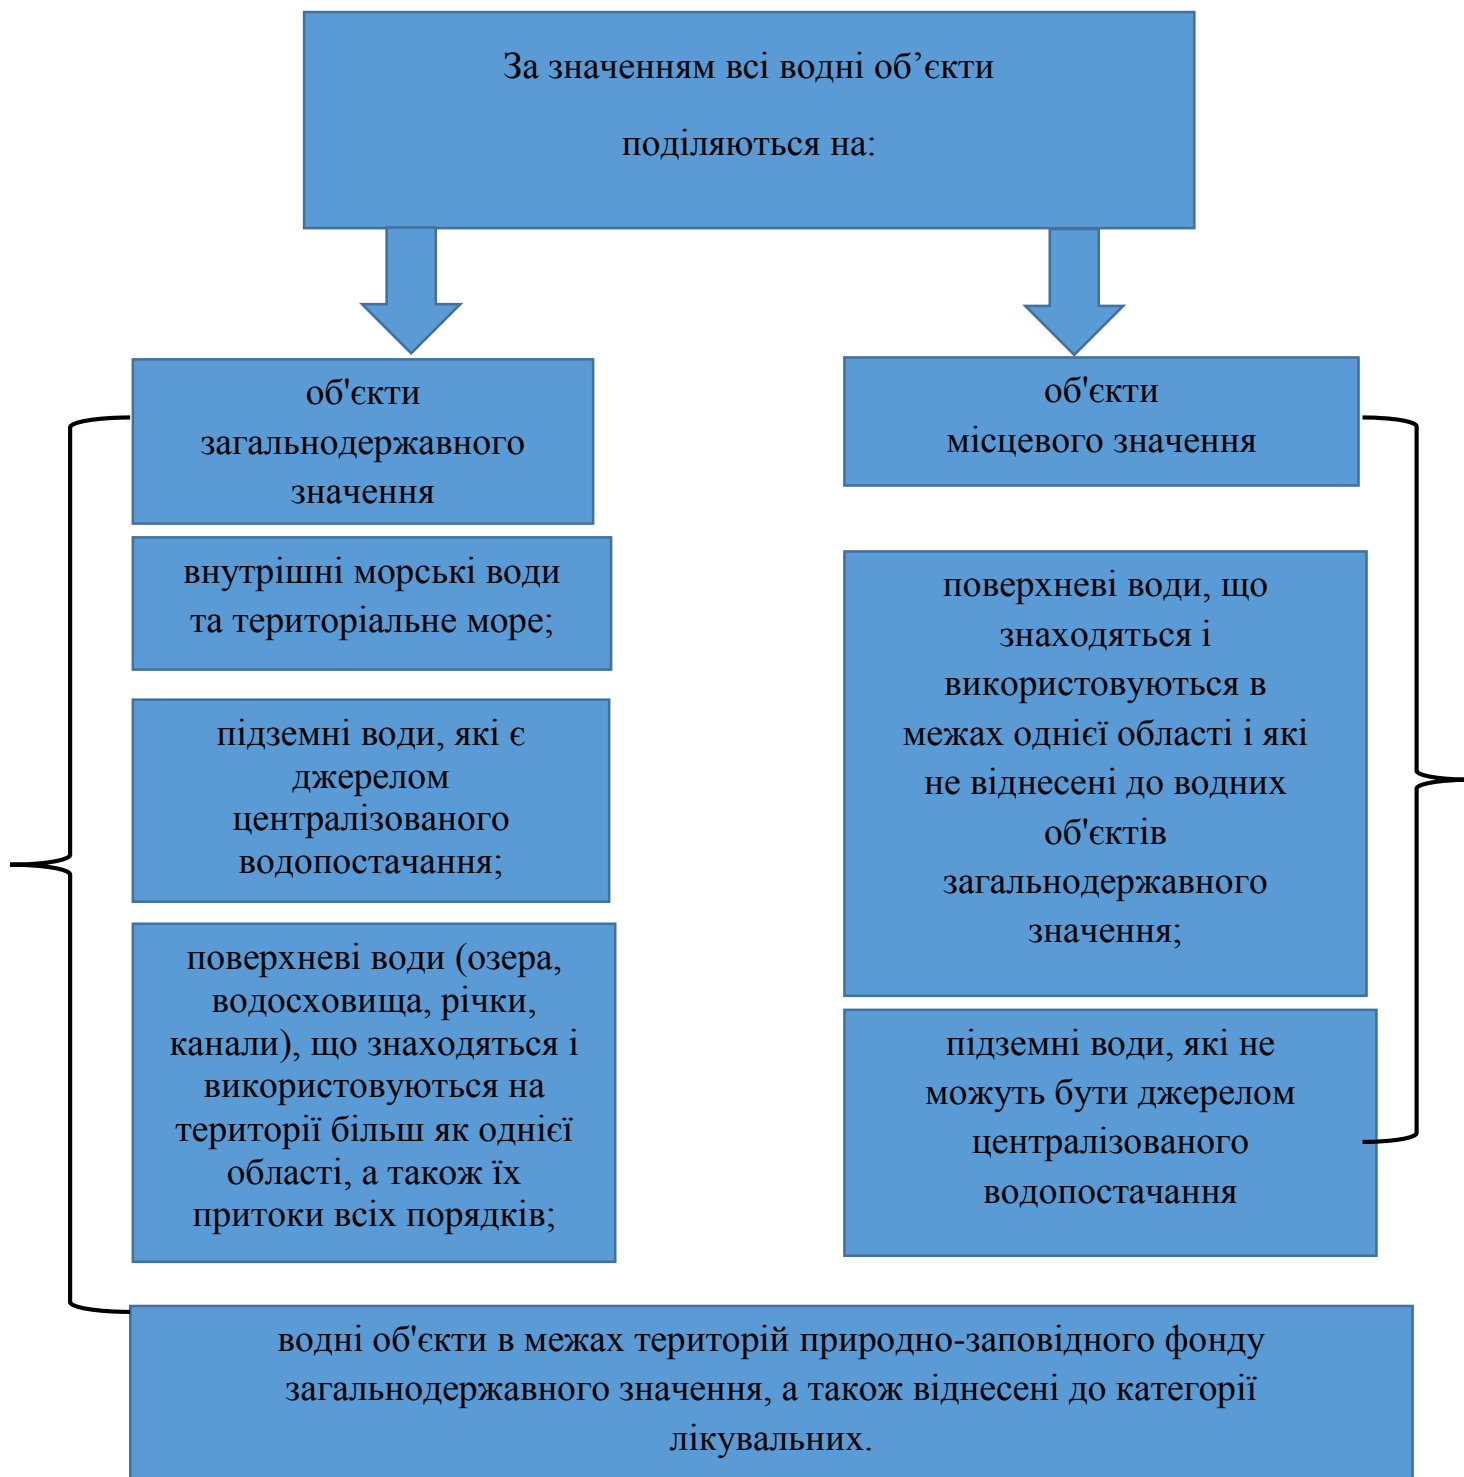 За значенням всі водні об’єкти
поділяються на:
об'єкти
загальнодержавного
значення
внутрішні морські води
та територіальне море;
підземні води, які є
джерелом
централізованого
водопостачання;
поверхневі води (озера,
водосховища, річки,
канали), що знаходяться і
використовуються на
території більш як однієї
області, а також їх
притоки всіх порядків;
об'єкти
місцевого значення
поверхневі води, що
знаходяться і
використовуються в
межах однієї області і які
не віднесені до водних
об'єктів
загальнодержавного
значення;
підземні води, які не
можуть бути джерелом
централізованого
водопостачання
водні об'єкти в межах територій природно-заповідного фонду
загальнодержавного значення, а також віднесені до категорії
лікувальних.